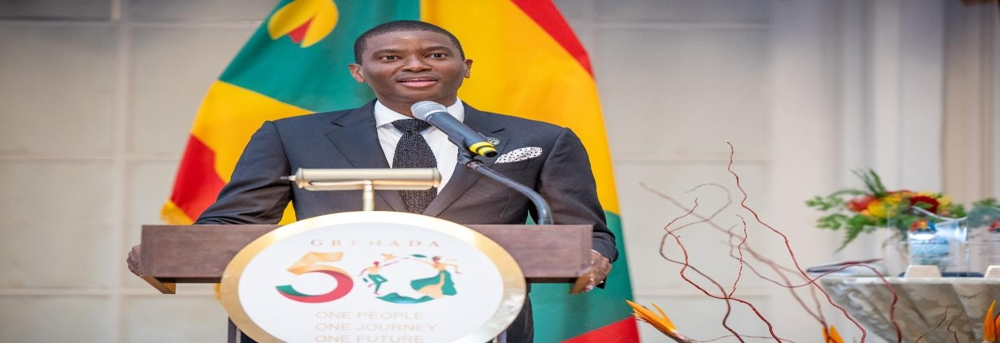 GRENADA
50
ONE PEOPLE
ONE JOURNEY
ONE FUTURE